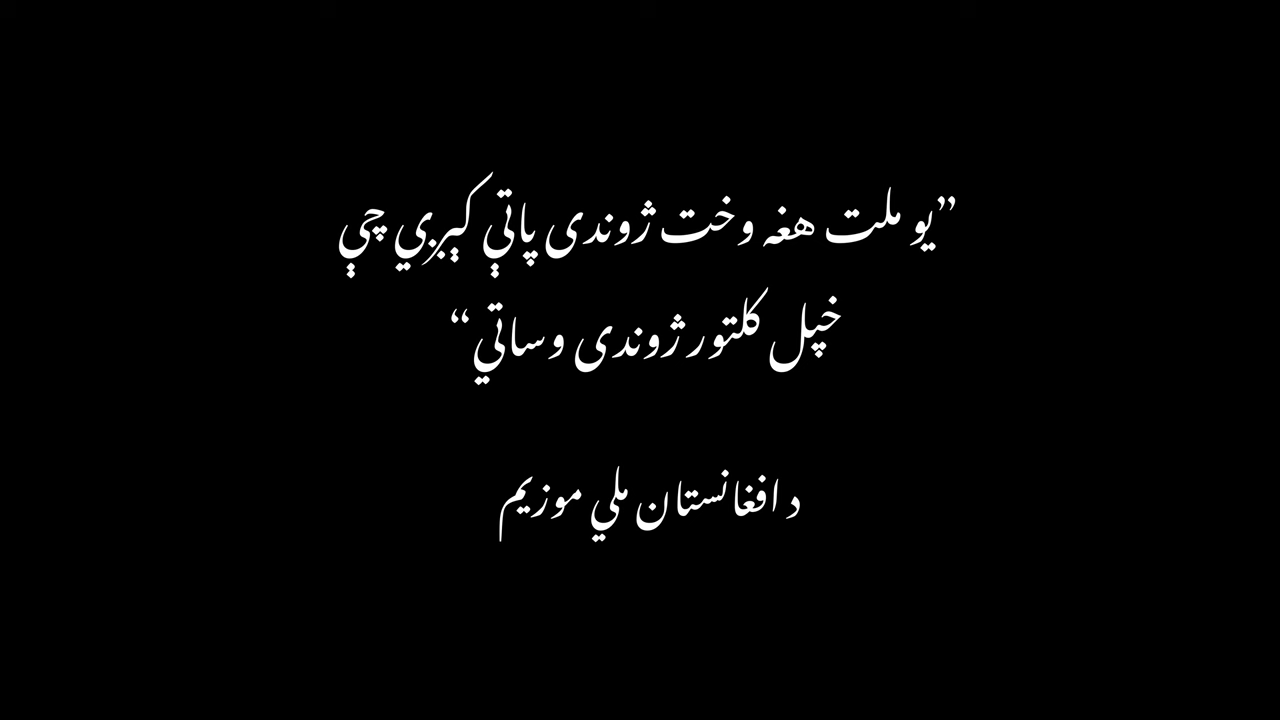 ”یو ملت هغه وخت ژوندی پاتې کېږي چې
خپل کلتور ژوندی وساتي“
د افغانستان ملي موزیم